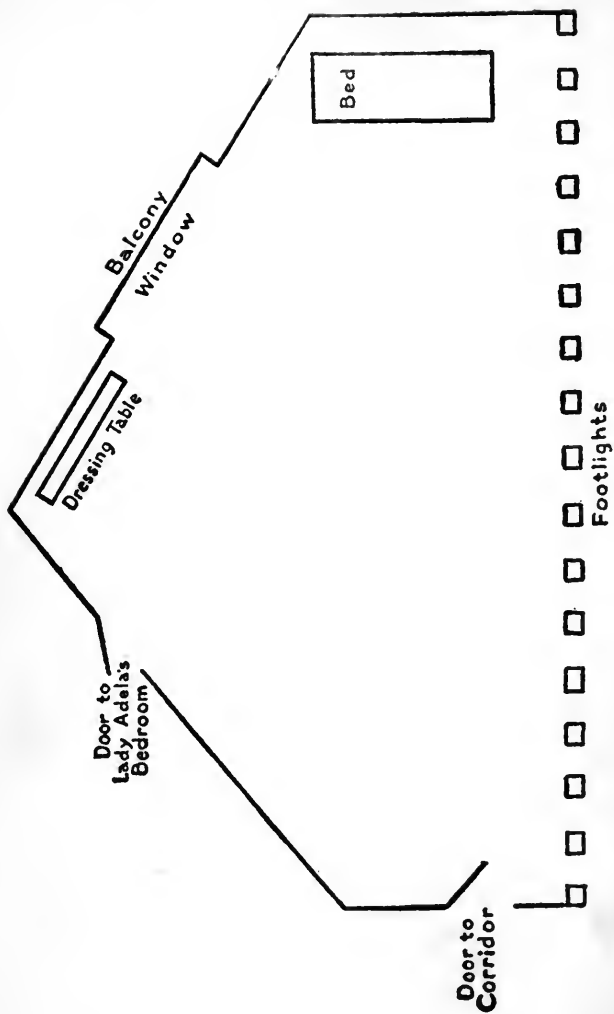 Bed
Balcony
Window
Dressing Table
Door to
Lady Adela's
Bedroom
Door to
Corridor
Footlights